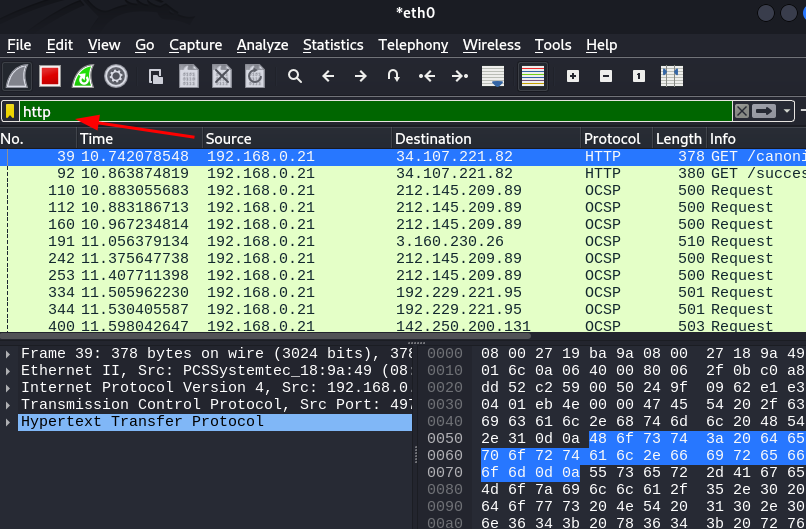 *eth0
File Edit View Go Capture Analyze Statistics Telephony Wireless Tools Help
http
No. Time Source Destination Protocol Length Info
39 10.742078548 192.168.0.21 34.107.221.82 HTTP 378 GET /canoni
92 10.863874819 192.168.0.21 34.107.221.82 HTTP 380 GET /succes
110 10.883055683 192.168.0.21 212.145.209.89 OCSP 500 Request
112 10.883186713 192.168.0.21 212.145.209.89 OCSP 500 Request
160 10.967234814 192.168.0.21 212.145.209.89 OCSP 500 Request
191 11.056379134 192.168.0.21 3.160.230.26 OCSP 510 Request
242 11.375647738 192.168.0.21 212.145.209.89 OCSP 500 Request
253 11.407711398 192.168.0.21 212.145.209.89 OCSP 500 Request
334 11.505962230 192.168.0.21 192.229.221.95 OCSP 501 Request
344 11.530405587 192.168.0.21 192.229.221.95 OCSP 501 Request
400 11.598042647 192.168.0.21 142.250.200.131 OCSP 503 Request
Frame 39: 378 bytes on wire (3024 bits), 378
Ethernet II, Src: PCSSystemtec_18:9a:49 (08:
Internet Protocol Version 4, Src: 192.168.0.
Transmission Control Protocol, Src Port: 497
Hypertext Transfer Protocol
0000 08 00 27 19 ba 9a 08 00 27 18 9a 49
0010 01 6c 0a 06 40 00 80 06 2f 0b c0 a8
0020 dd 52 c2 59 00 50 24 9f 09 62 e1 e3
0030 04 01 eb 4e 00 00 47 45 54 20 2f 63
0040 69 63 61 6c 2e 68 74 6d 6c 20 48 54
0050 2e 31 0d 0a 48 6f 73 74 3a 20 64 65
0060 70 6f 72 74 61 6c 2e 66 69 72 65 66
0070 6f 6d 0d 0a 55 73 65 72 2d 41 67 65
0080 4d 6f 7a 69 6c 6c 61 2f 35 2e 30 20
0090 64 6f 77 73 20 4e 54 20 31 30 2e 30
00a0 6e 36 34 3b 20 78 36 34 3b 20 72 76